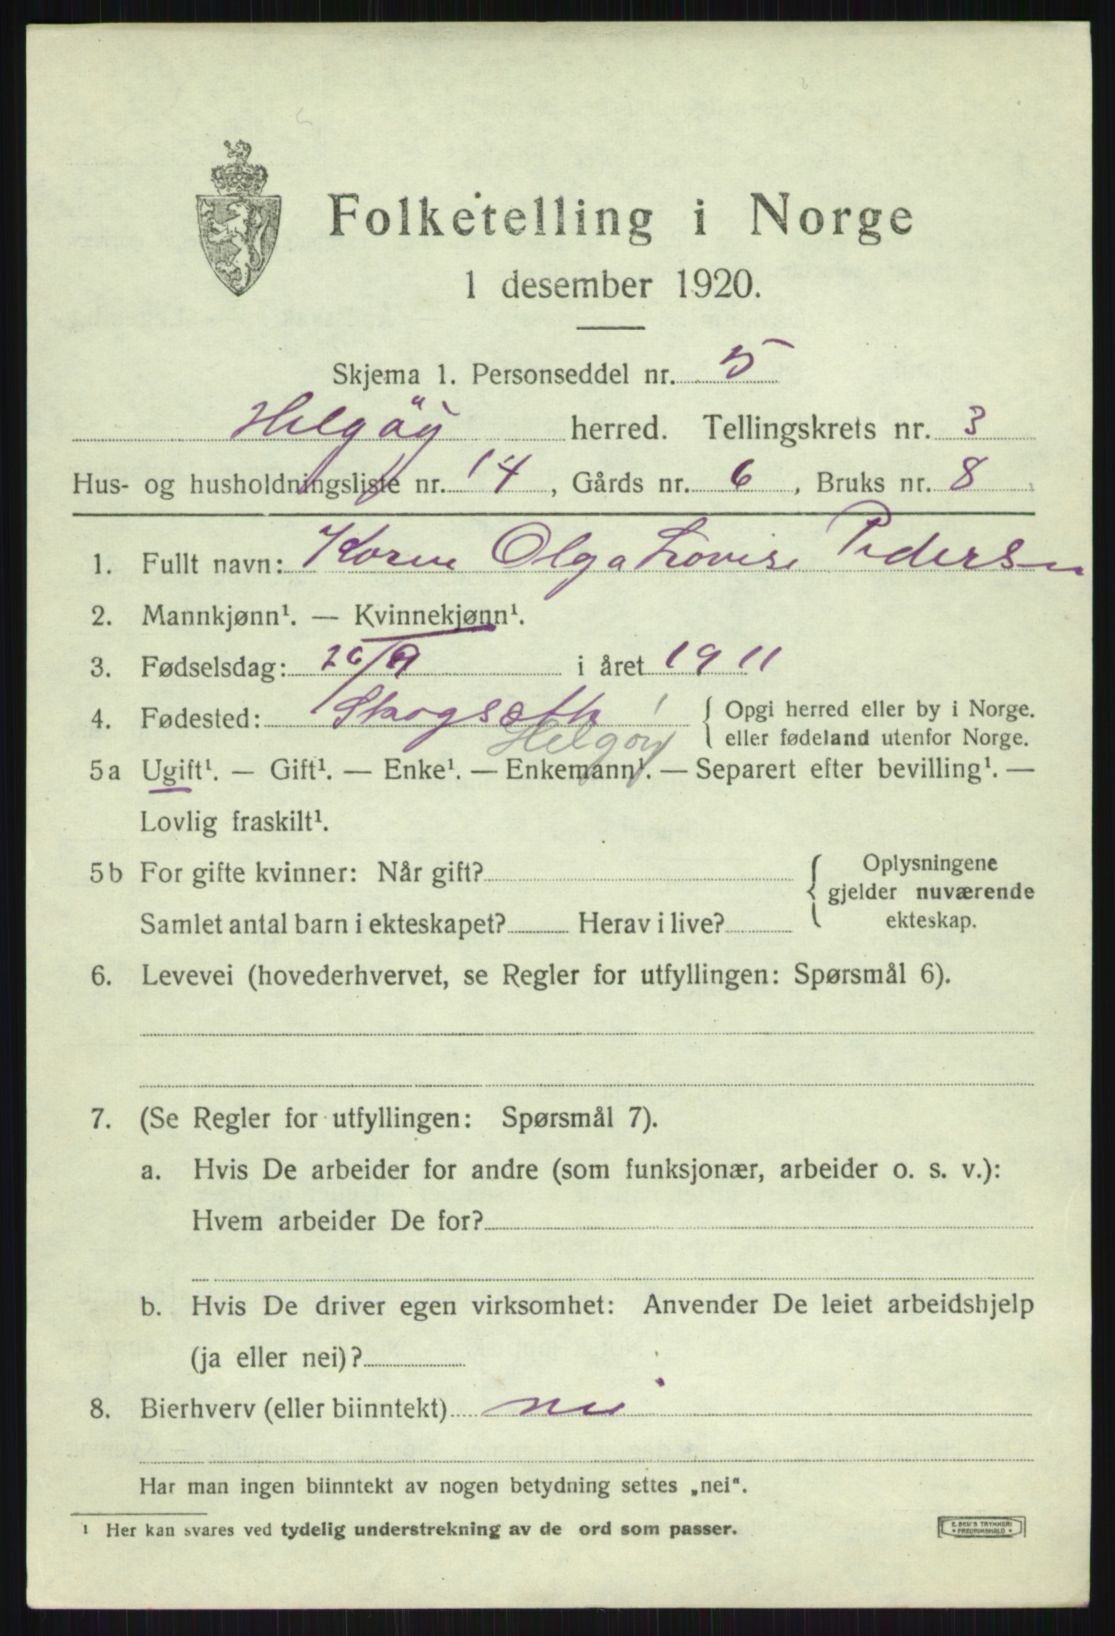 Folketelling i Norge
1 desember 1920.
Skjema 1. Personseddel nr. 5
Helgöy herred. Tellingskrets nr. 3
Hus- og husholdningsliste nr. 14, Gårds nr. 6, Bruks nr. 8
1. Fullt navn: Olga Lovise Pedersen
2. Mannkjønn¹. — Kvinnekjønn¹.
3. Fødselsdag: 26/9 i året 1911
4. Fødested: Skogsæth { Opgi herred eller by i Norge.
Helgöy eller fødeland utenfor Norge.
5a Ugift¹. — Gift¹. — Enke¹. — Enkemann¹. — Separert efter bevilling¹. —
Lovlig fraskilt¹.
5b For gifte kvinner: Når gift? { Oplysningene
gjelder nuværende
Samlet antal barn i ekteskapet? Herav i live? ekteskap.
6. Levevei (hovederhvervet, se Regler for utfyllingen: Spørsmål 6).
7. (Se Regler for utfyllingen: Spørsmål 7).
a. Hvis De arbeider for andre (som funksjonær, arbeider o. s. v.):
Hvem arbeider De for?
b. Hvis De driver egen virksomhet: Anvender De leiet arbeidshjelp
(ja eller nei)?
8. Bierhverv (eller biinntekt) nei
Har man ingen biinntekt av nogen betydning settes „nei".
¹ Her kan svares ved tydelig understrekning av de ord som passer.